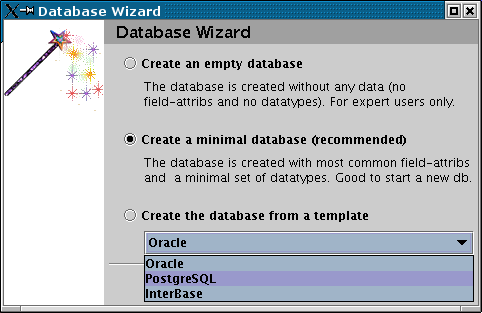 Database Wizard
Database Wizard
Create an empty database
The database is created without any data (no
field-attribs and no datatypes). For expert users only.
Create a minimal database (recommended)
The database is created with most common field-attribs
and a minimal set of datatypes. Good to start a new db.
Create the database from a template
Oracle
Oracle
PostgreSQL
InterBase